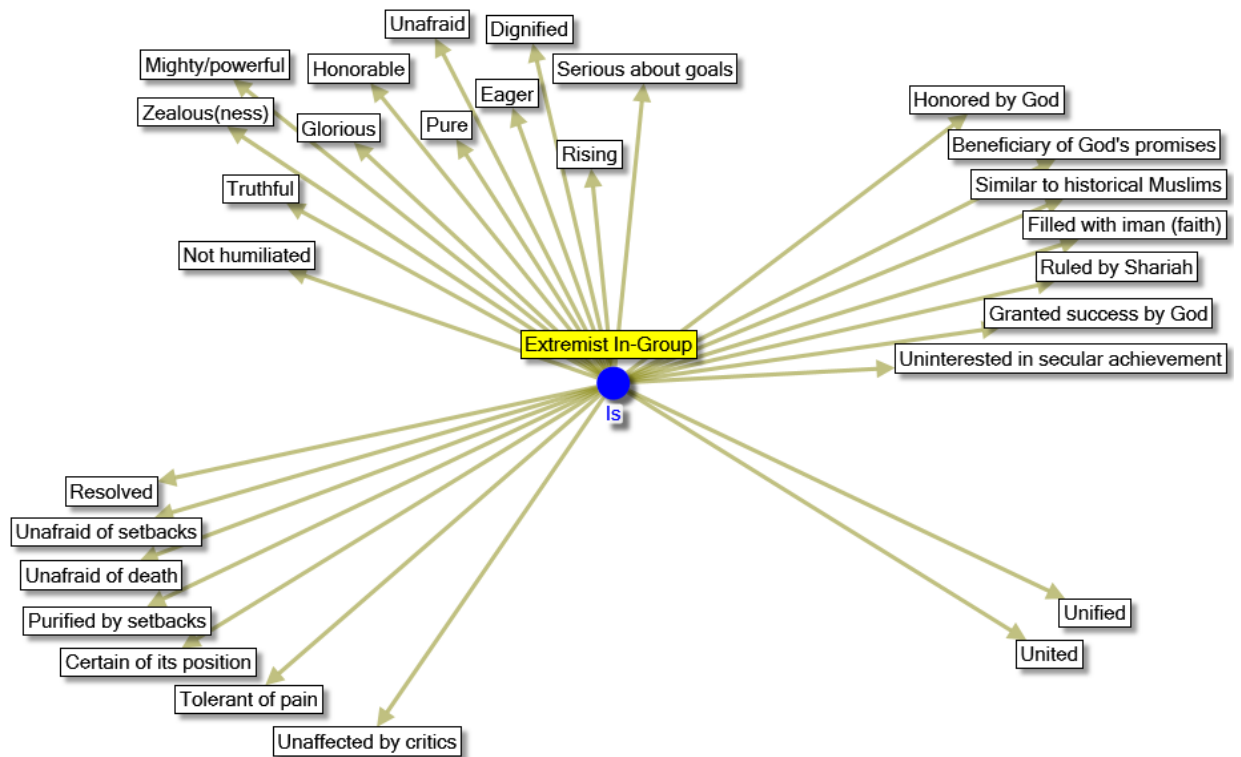 Unafraid
Dignified
Mighty/powerful
Honorable
Serious about goals
Zealous(ness)
Glorious
Pure
Eager
Rising
Truthful
Not humiliated
Honored by God
Beneficiary of God's promises
Similar to historical Muslims
Filled with iman (faith)
Ruled by Shariah
Granted success by God
Uninterested in secular achievement
Extremist In-Group
Is
Resolved
Unafraid of setbacks
Unafraid of death
Purified by setbacks
Certain of its position
Tolerant of pain
Unaffected by critics
Unified
United